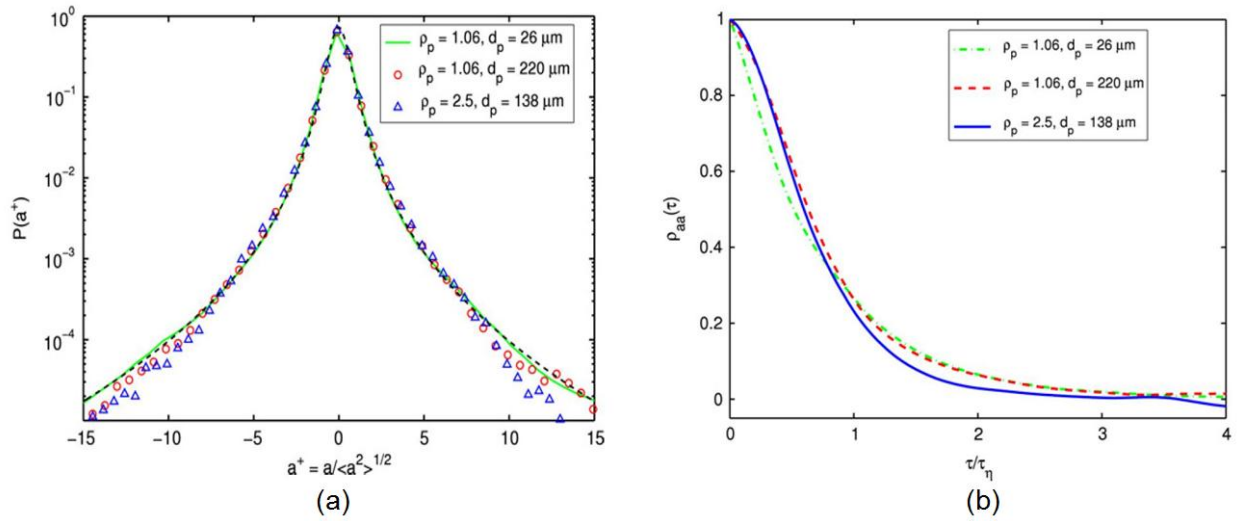 10⁰
10⁻¹
10⁻²
10⁻³
10⁻⁴
P(a⁺)
ρₚ = 1.06, dₚ = 26 μm
ρₚ = 1.06, dₚ = 220 μm
ρₚ = 2.5, dₚ = 138 μm
−15 −10 −5 0 5 10 15
a⁺ = a/<a²>¹/²
(a)
1
0.8
0.6
0.4
0.2
0
ρₐₐ(τ)
ρₚ = 1.06, dₚ = 26 μm
ρₚ = 1.06, dₚ = 220 μm
ρₚ = 2.5, dₚ = 138 μm
0 1 2 3 4
τ/τ_η
(b)